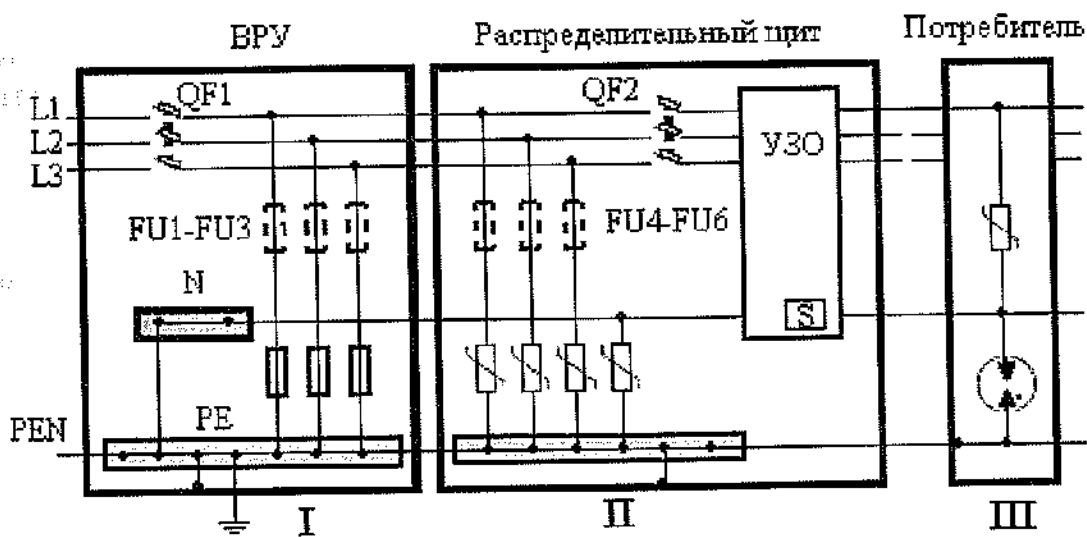 ВРУ
Распределительный щит
Потребитель
L1
QF1
QF2
L2
УЗО
L3
FU1-FU3
FU4-FU6
N
S
PE
PEN
I
II
III